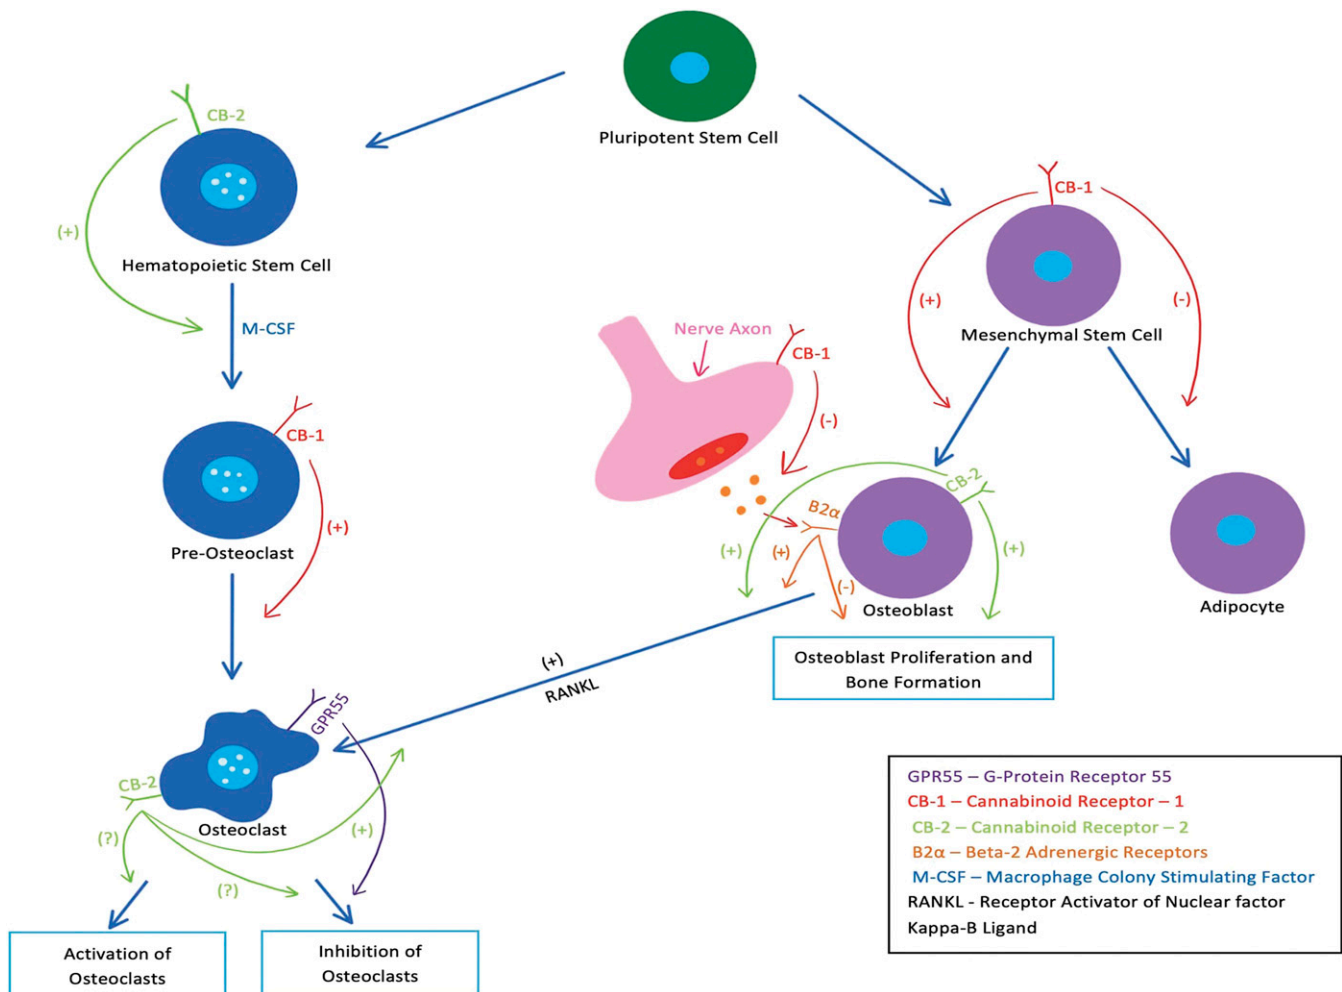 Pluripotent Stem Cell
CB-2
(+)
Hematopoietic Stem Cell
M-CSF
CB-1
(+)
(-)
Mesenchymal Stem Cell
Nerve Axon
CB-1
(-)
CB-1
(+)
Pre-Osteoclast
CB-2
B2α
(+)
(+)
(-)
(+)
Osteoblast
Adipocyte
Osteoblast Proliferation and
Bone Formation
(+)
RANKL
GPR55
CB-2
Osteoclast
(?)
(?)
(+)
Activation of
Osteoclasts
Inhibition of
Osteoclasts
GPR55 – G-Protein Receptor 55
CB-1 – Cannabinoid Receptor – 1
CB-2 – Cannabinoid Receptor – 2
B2α – Beta-2 Adrenergic Receptors
M-CSF – Macrophage Colony Stimulating Factor
RANKL - Receptor Activator of Nuclear factor
Kappa-B Ligand